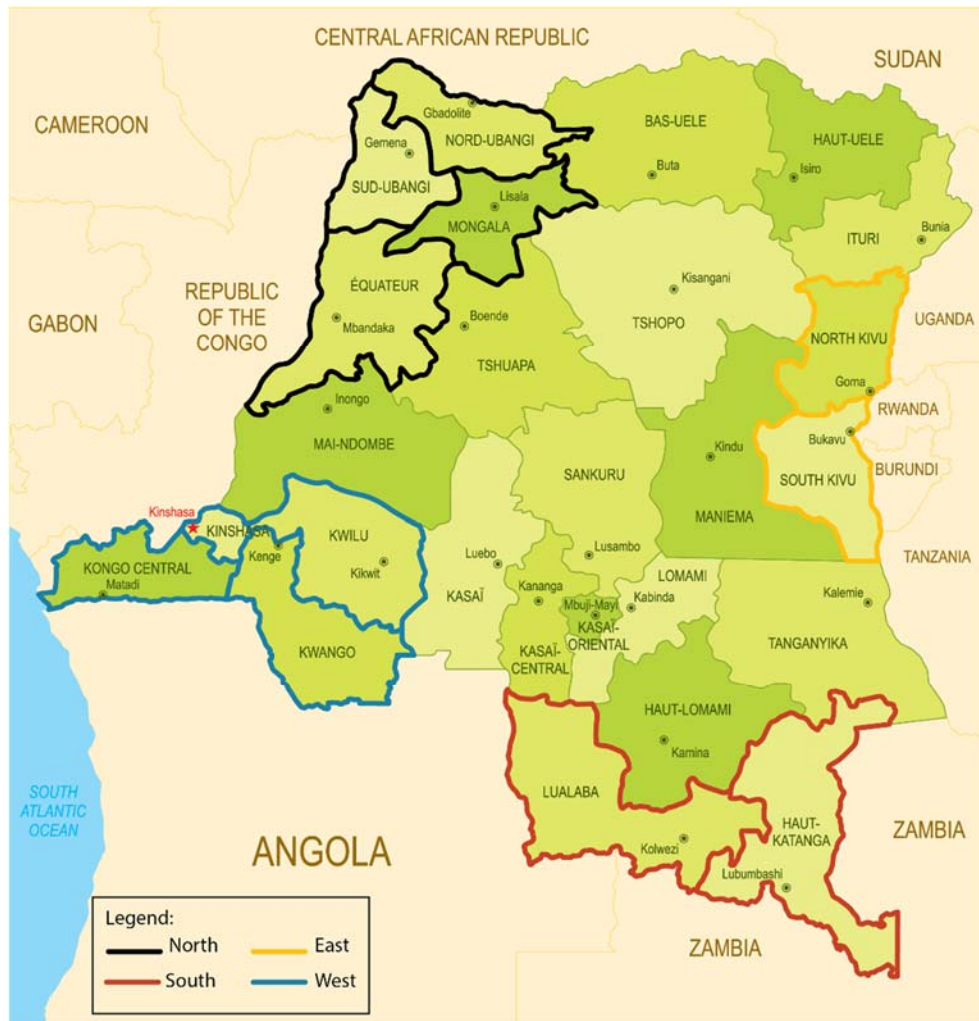 CENTRAL AFRICAN REPUBLIC
SUDAN
CAMEROON
Gbadolite
NORD-UBANGI
BAS-UELE
HAUT-UELE
Gemena
SUD-UBANGI
Buta
Isiro
Lisala
MONGALA
ITURI
Bunia
REPUBLIC
OF THE
CONGO
ÉQUATEUR
Mbandaka
Kisangani
TSHOPO
GABON
Boende
TSHUAPA
NORTH KIVU
UGANDA
Goma
RWANDA
Inongo
MAI-NDOMBE
Bukavu
SOUTH KIVU
BURUNDI
Kindu
MANIEMA
SANKURU
Kinshasa
KINSHASA
KWILU
Kenge
Kikwit
KONGO CENTRAL
Matadi
Luebo
KASAÏ
Lusambo
LOMAMI
Kabinda
TANZANIA
Kananga
Mbuji-Mayi
KASAÏ-
ORIENTAL
KASAÏ-
CENTRAL
Kalemie
TANGANYIKA
KWANGO
HAUT-LOMAMI
Kamina
SOUTH
ATLANTIC
OCEAN
LUALABA
Kolwezi
HAUT-
KATANGA
Lubumbashi
ANGOLA
ZAMBIA
ZAMBIA
Legend:
North
East
South
West